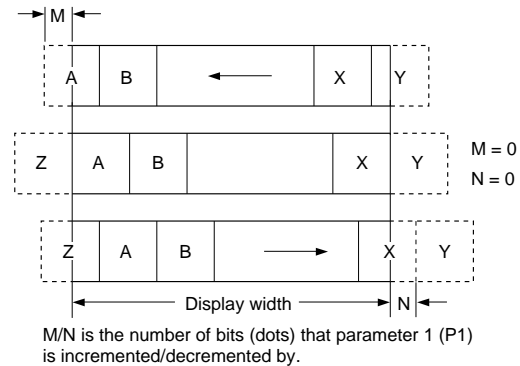 M
A B X Y
Z A B X Y M = 0
N = 0
Z A B X Y
Display width N
M/N is the number of bits (dots) that parameter 1 (P1)
is incremented/decremented by.